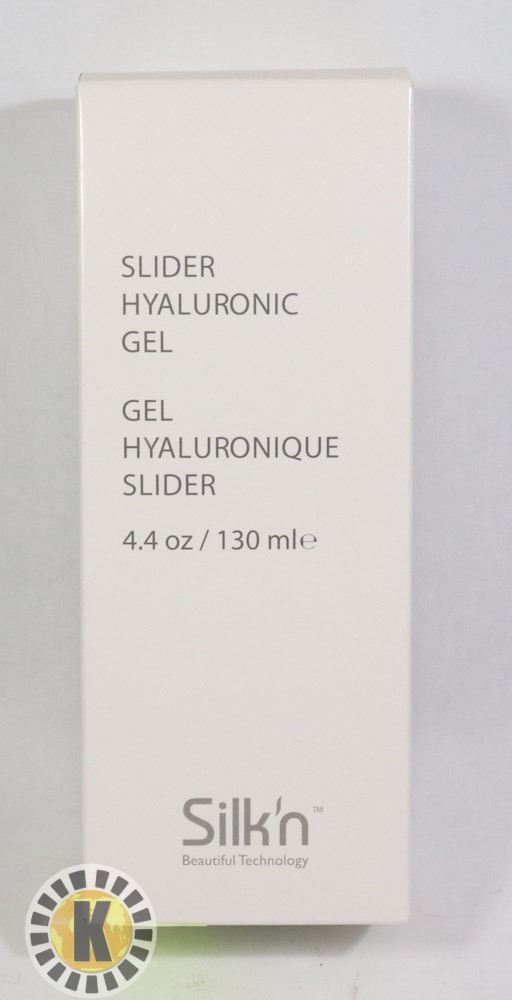 SLIDER
HYALURONIC
GEL
GEL
HYALURONIQUE
SLIDER
4.4 oz / 130 ml℮
Silk'n™
Beautiful Technology
K